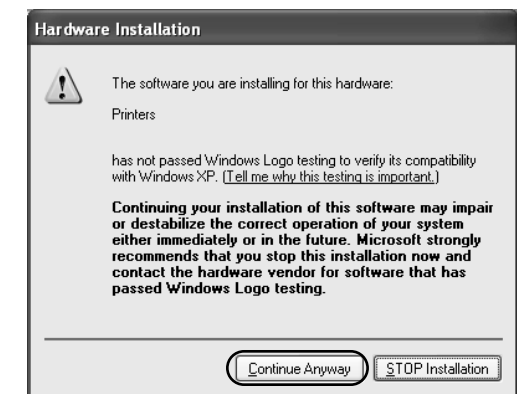 Hardware Installation
The software you are installing for this hardware:
Printers
has not passed Windows Logo testing to verify its compatibility
with Windows XP. (Tell me why this testing is important.)
Continuing your installation of this software may impair
or destabilize the correct operation of your system
either immediately or in the future. Microsoft strongly
recommends that you stop this installation now and
contact the hardware vendor for software that has
passed Windows Logo testing.
Continue Anyway STOP Installation